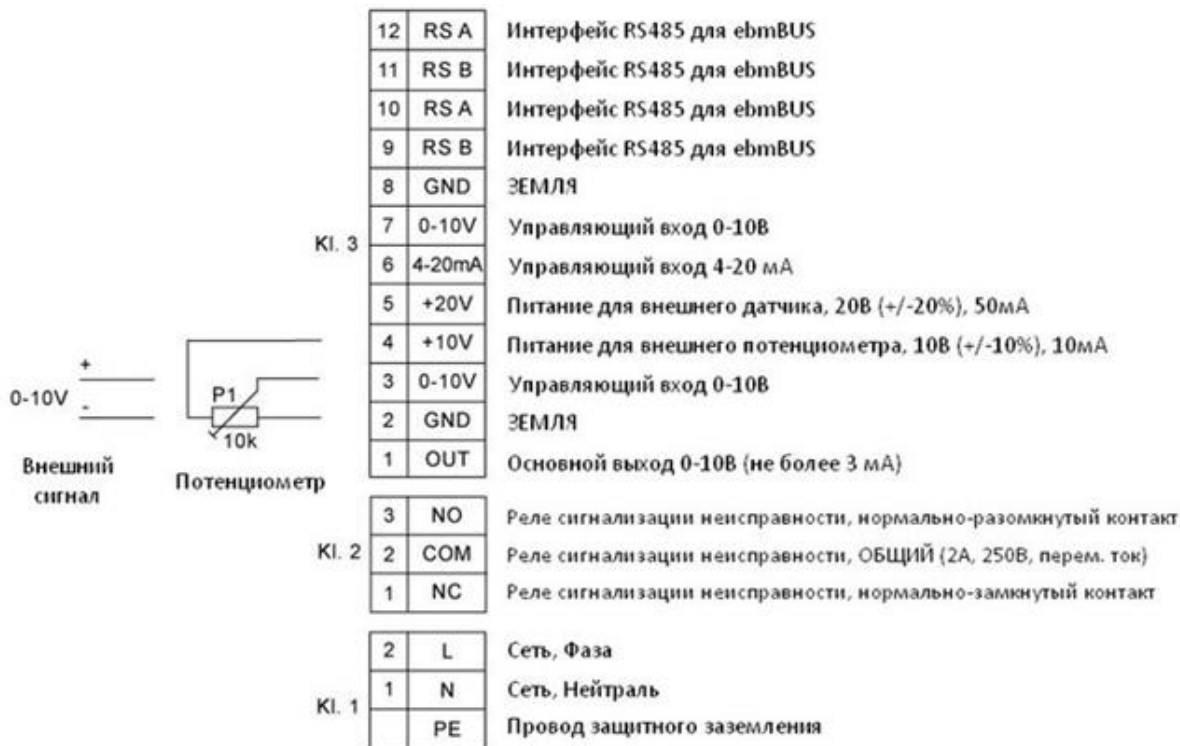 12 RS A Интерфейс RS485 для ebmBUS
11 RS B Интерфейс RS485 для ebmBUS
10 RS A Интерфейс RS485 для ebmBUS
9 RS B Интерфейс RS485 для ebmBUS
8 GND ЗЕМЛЯ
Kl. 3
7 0-10V Управляющий вход 0-10В
6 4-20mA Управляющий вход 4-20 мА
5 +20V Питание для внешнего датчика, 20В (+/-20%), 50мА
4 +10V Питание для внешнего потенциометра, 10В (+/-10%), 10мА
3 0-10V Управляющий вход 0-10В
2 GND ЗЕМЛЯ
1 OUT Основной выход 0-10В (не более 3 мА)
+
0-10V
-
Внешний
сигнал
P1
10k
Потенциометр
Kl. 2
3 NO Реле сигнализации неисправности, нормально-разомкнутый контакт
2 COM Реле сигнализации неисправности, ОБЩИЙ (2А, 250В, перем. ток)
1 NC Реле сигнализации неисправности, нормально-замкнутый контакт
Kl. 1
2 L Сеть, Фаза
1 N Сеть, Нейтраль
PE Провод защитного заземления